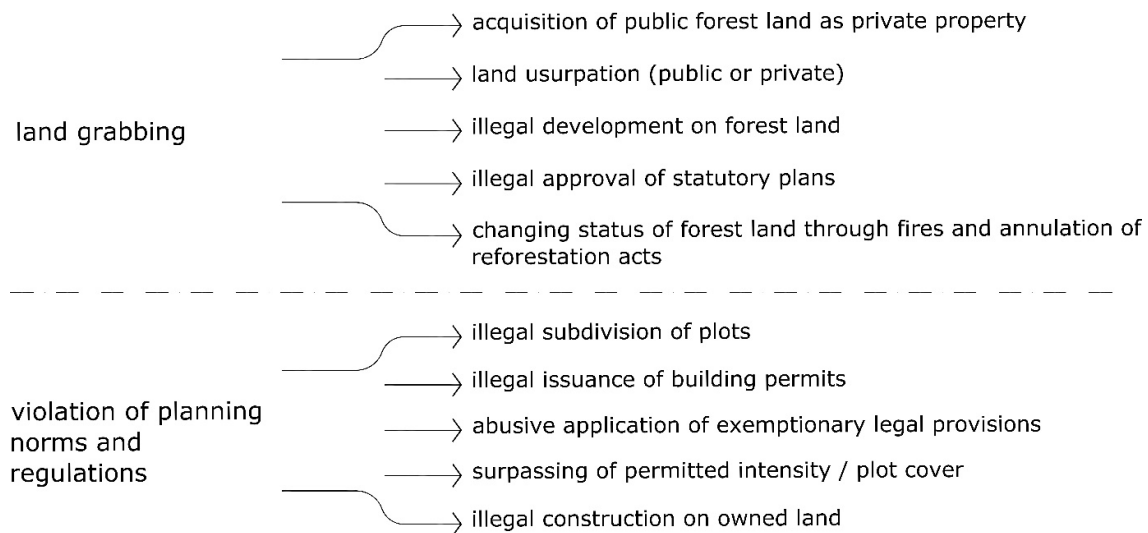 land grabbing
acquisition of public forest land as private property
land usurpation (public or private)
illegal development on forest land
illegal approval of statutory plans
changing status of forest land through fires and annulation of
reforestation acts
violation of planning
norms and
regulations
illegal subdivision of plots
illegal issuance of building permits
abusive application of exemptionary legal provisions
surpassing of permitted intensity / plot cover
illegal construction on owned land